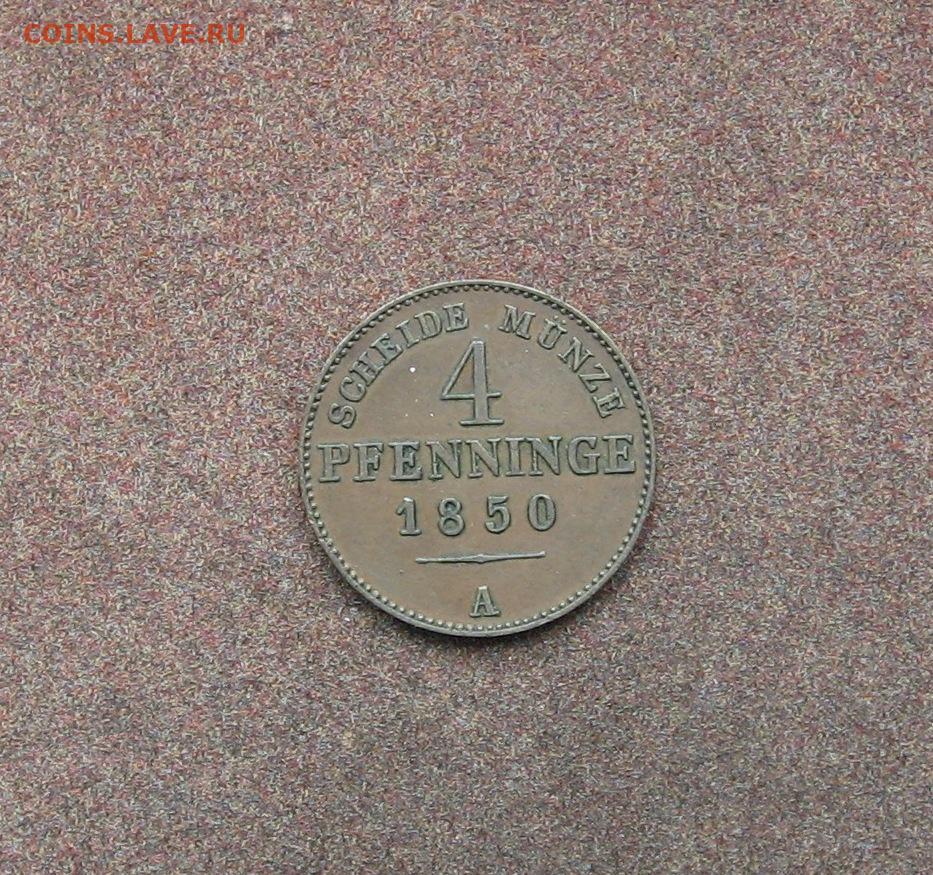 COINS.LAVE.RU
SCHEIDE MÜNZE
4
PFENNINGE
1850
A